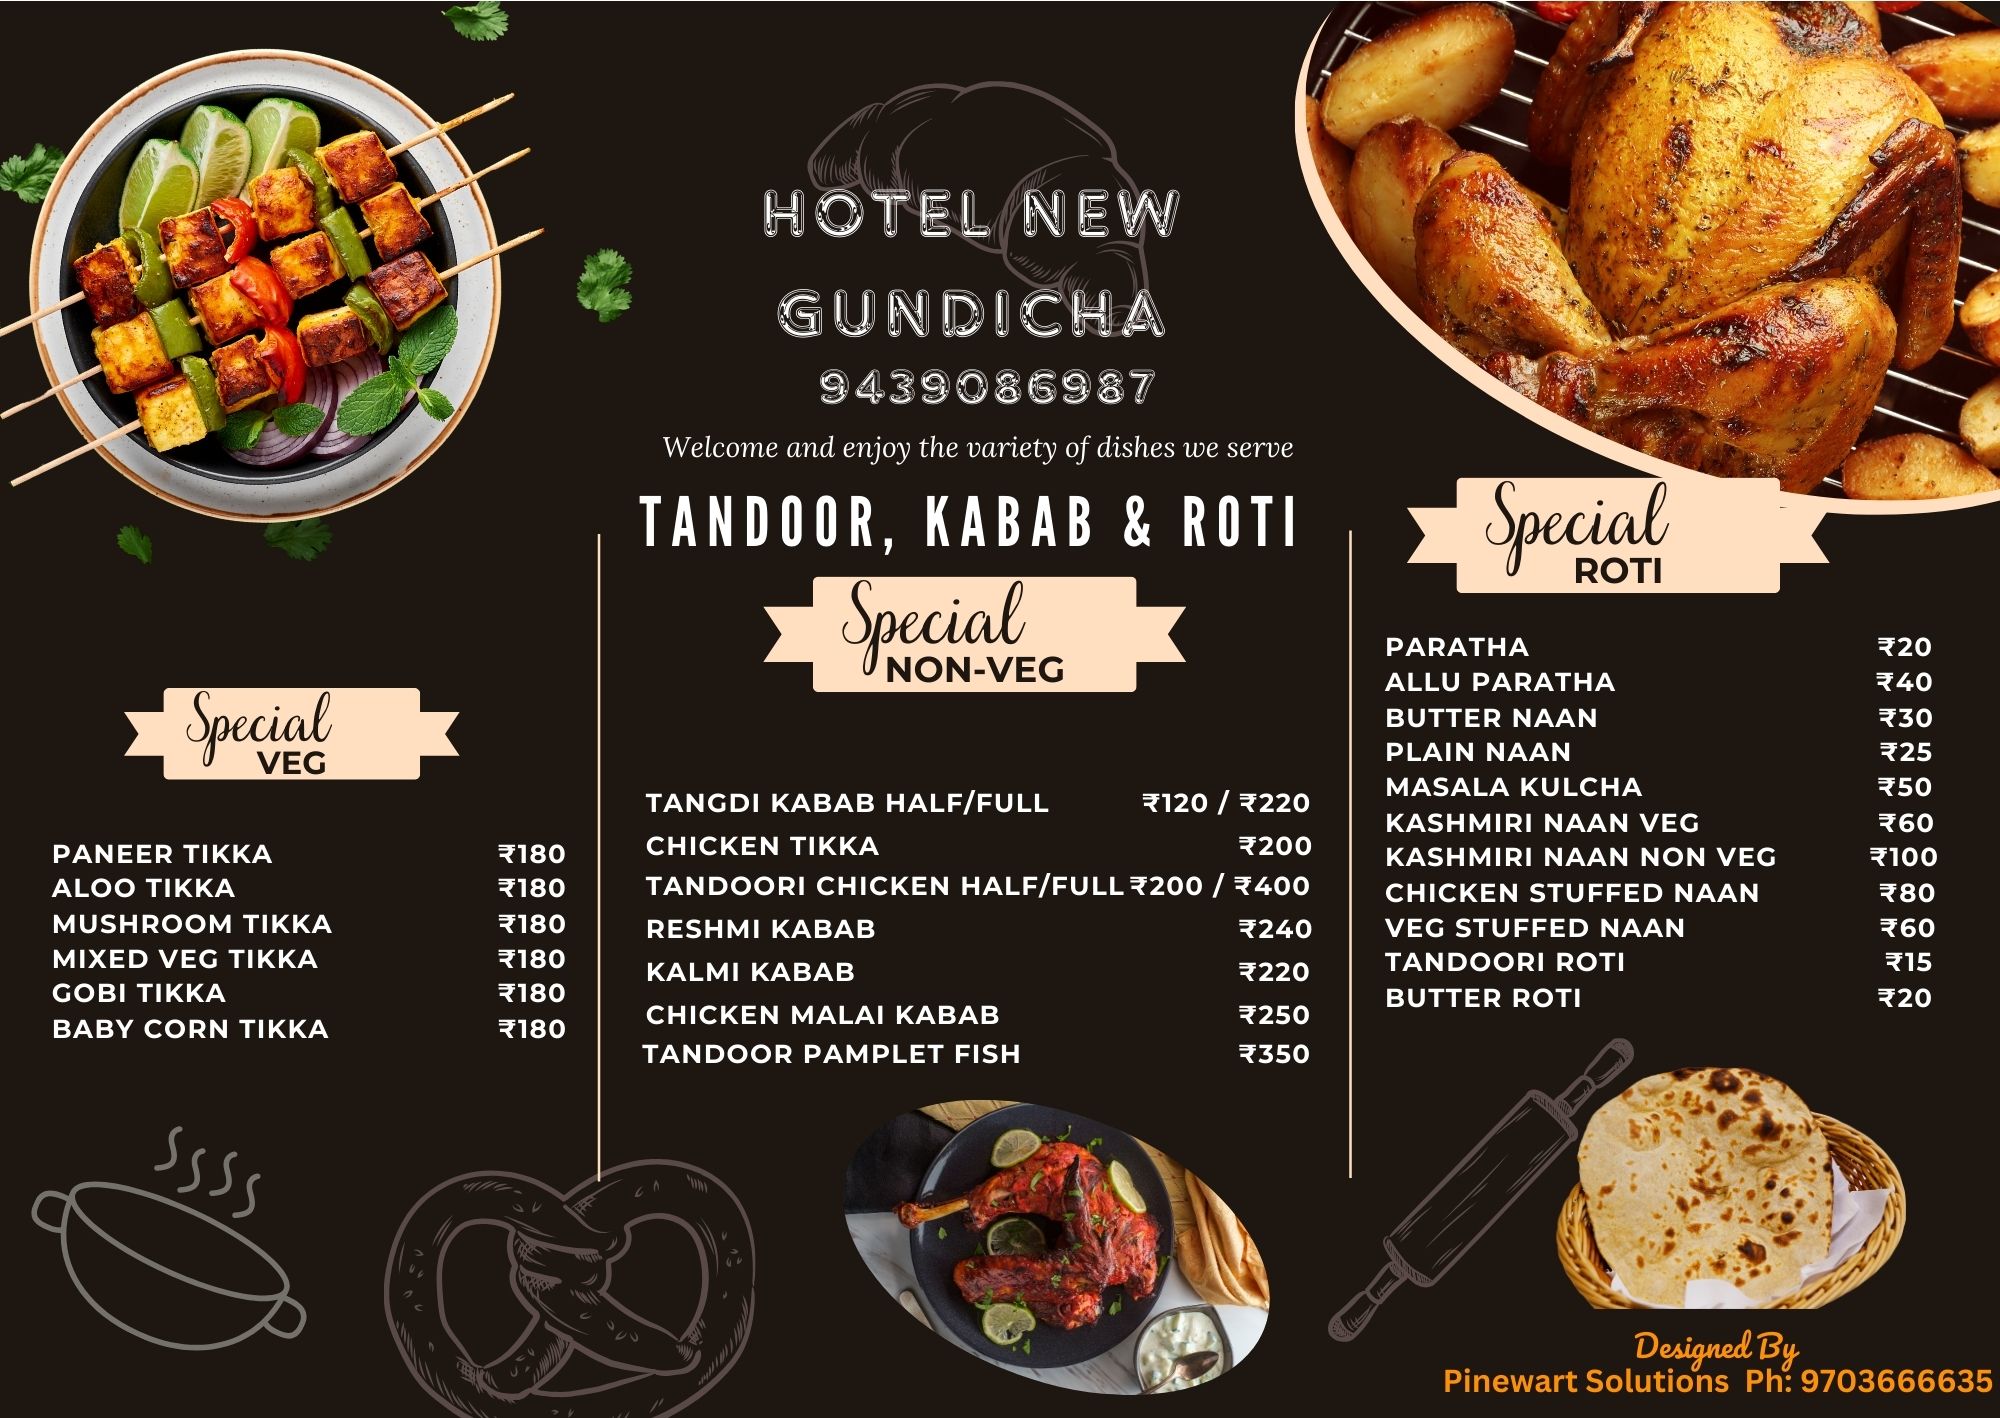 HOTEL NEW
GUNDICHA
9439086987
Welcome and enjoy the variety of dishes we serve
TANDOOR, KABAB & ROTI
Special
VEG
PANEER TIKKA ₹180
ALOO TIKKA ₹180
MUSHROOM TIKKA ₹180
MIXED VEG TIKKA ₹180
GOBI TIKKA ₹180
BABY CORN TIKKA ₹180
Special
NON-VEG
TANGDI KABAB HALF/FULL ₹120 / ₹220
CHICKEN TIKKA ₹200
TANDOORI CHICKEN HALF/FULL ₹200 / ₹400
RESHMI KABAB ₹240
KALMI KABAB ₹220
CHICKEN MALAI KABAB ₹250
TANDOOR PAMPLET FISH ₹350
Special
ROTI
PARATHA ₹20
ALLU PARATHA ₹40
BUTTER NAAN ₹30
PLAIN NAAN ₹25
MASALA KULCHA ₹50
KASHMIRI NAAN VEG ₹60
KASHMIRI NAAN NON VEG ₹100
CHICKEN STUFFED NAAN ₹80
VEG STUFFED NAAN ₹60
TANDOORI ROTI ₹15
BUTTER ROTI ₹20
Designed By
Pinewart Solutions Ph: 9703666635